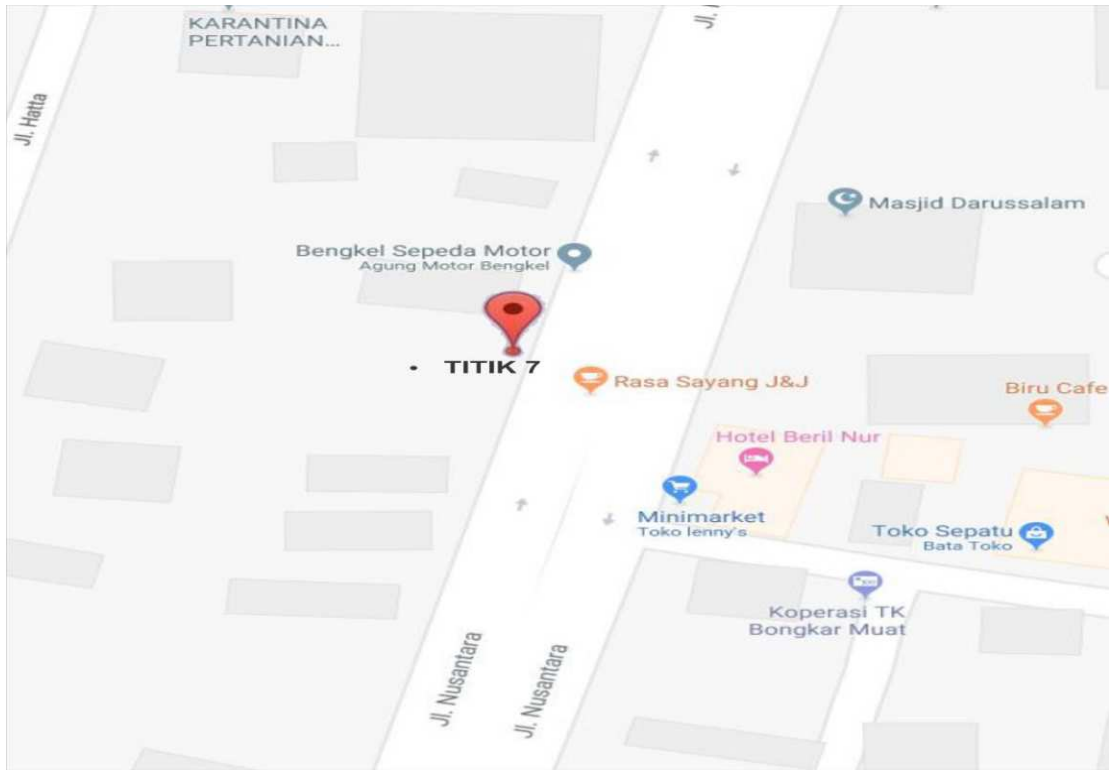 KARANTINA
PERTANIAN...
Jl. Hatta
Masjid Darussalam
Bengkel Sepeda Motor
Agung Motor Bengkel
• TITIK 7
Rasa Sayang J&J
Biru Cafe
Hotel Beril Nur
Minimarket
Toko lenny's
Toko Sepatu
Bata Toko
Koperasi TK
Bongkar Muat
Jl. Nusantara
Jl. Nusantara